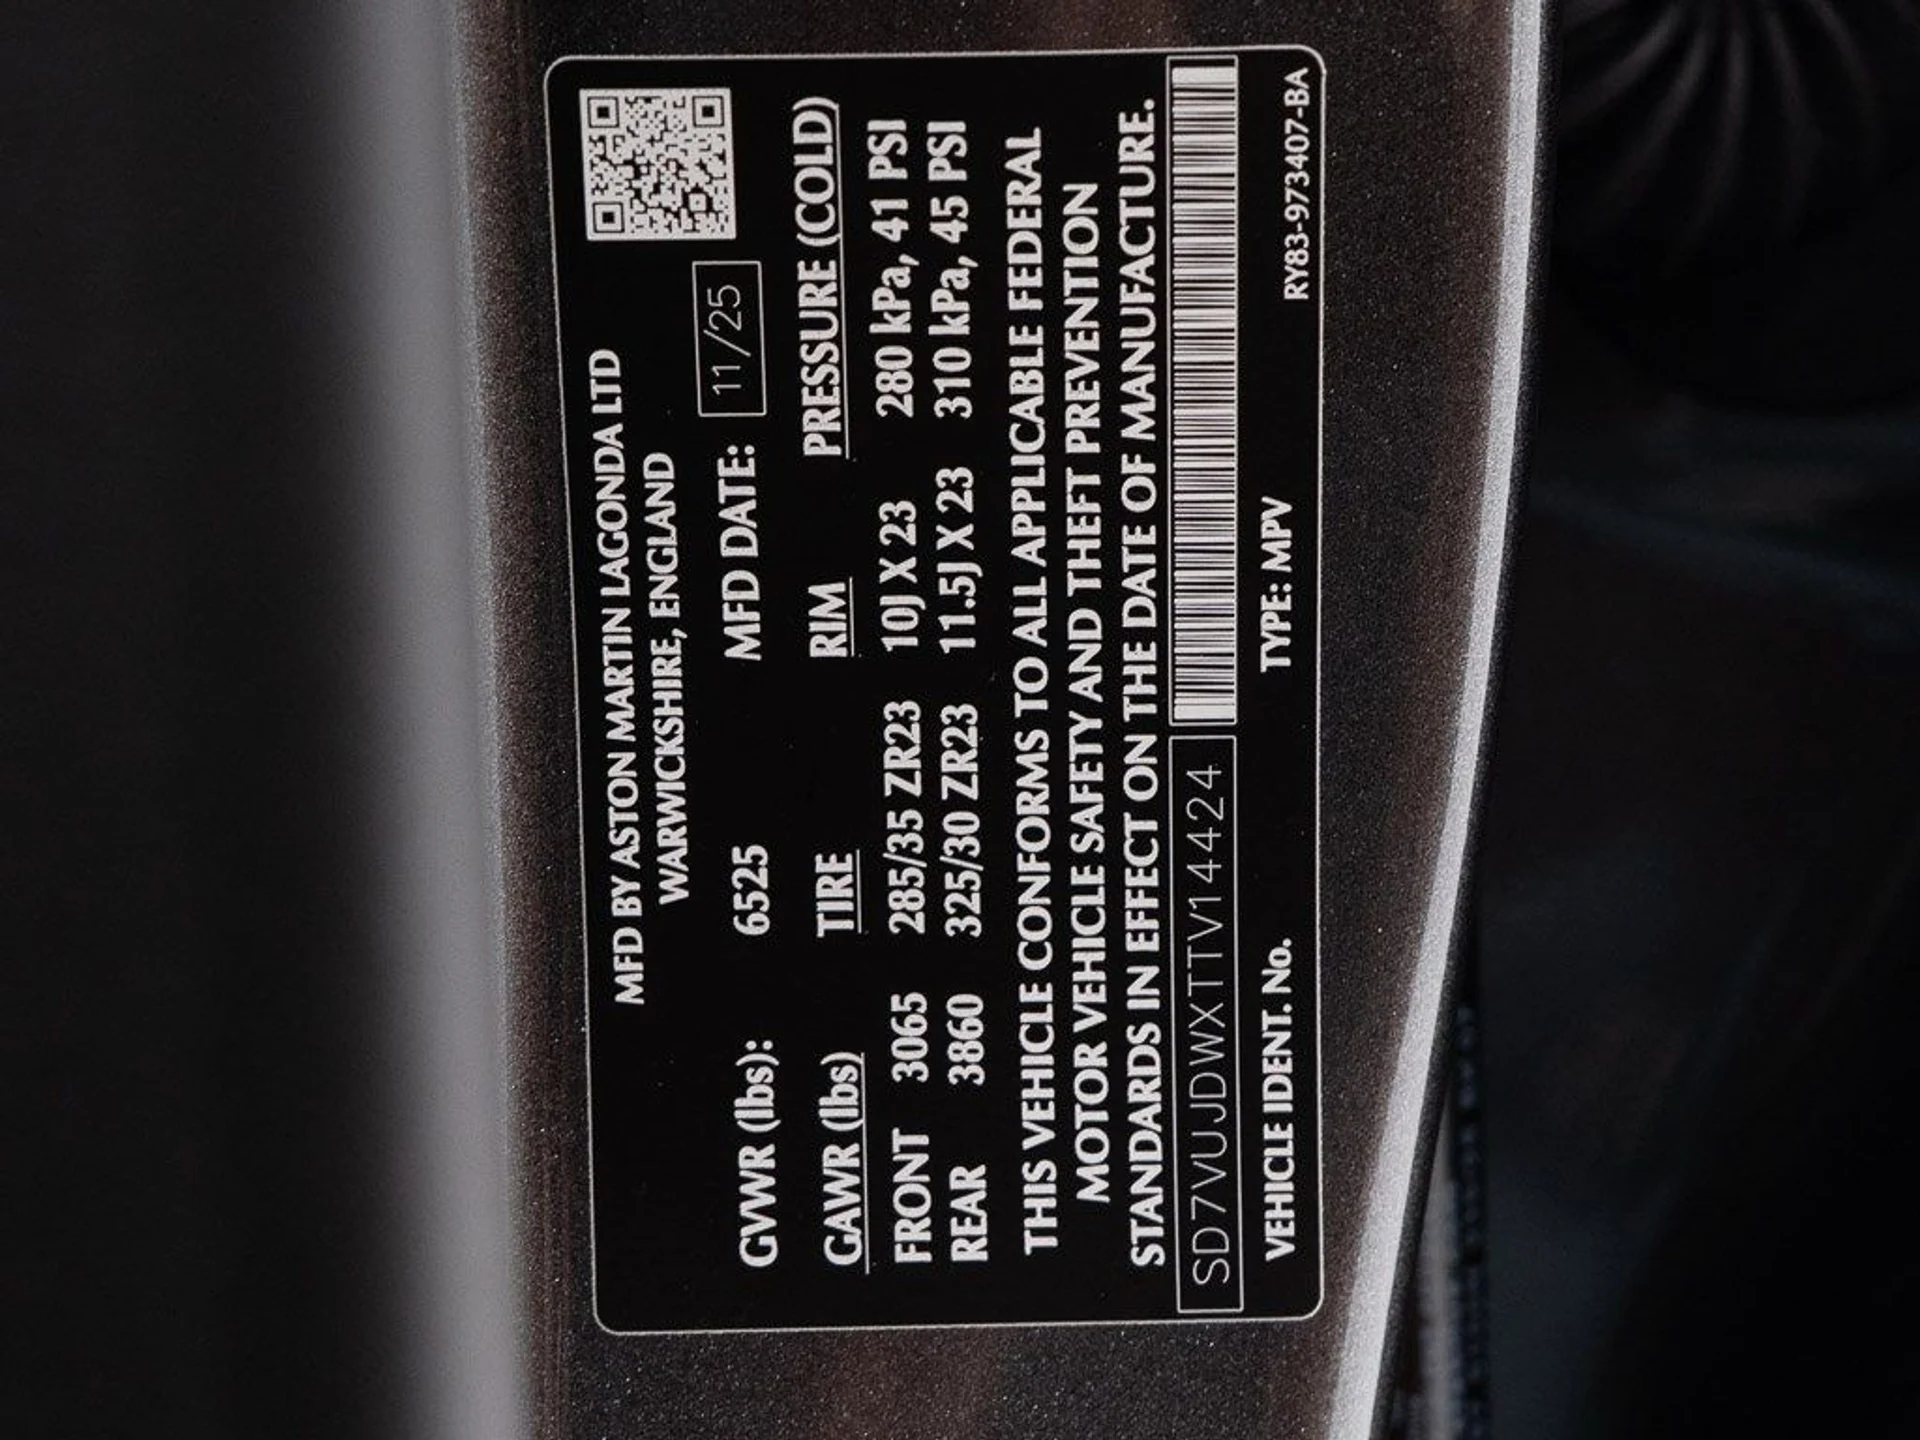 MFD BY ASTON MARTIN LAGONDA LTD
WARWICKSHIRE, ENGLAND
GVWR (lbs): 6525 MFD DATE: 11/25
GAWR (lbs) TIRE RIM PRESSURE (COLD)
FRONT 3065 285/35 ZR23 10J X 23 280 kPa, 41 PSI
REAR 3860 325/30 ZR23 11.5J X 23 310 kPa, 45 PSI
THIS VEHICLE CONFORMS TO ALL APPLICABLE FEDERAL
MOTOR VEHICLE SAFETY AND THEFT PREVENTION
STANDARDS IN EFFECT ON THE DATE OF MANUFACTURE.
SD7VUJDWXTTV14424
VEHICLE IDENT. No. TYPE: MPV RY83-973407-BA